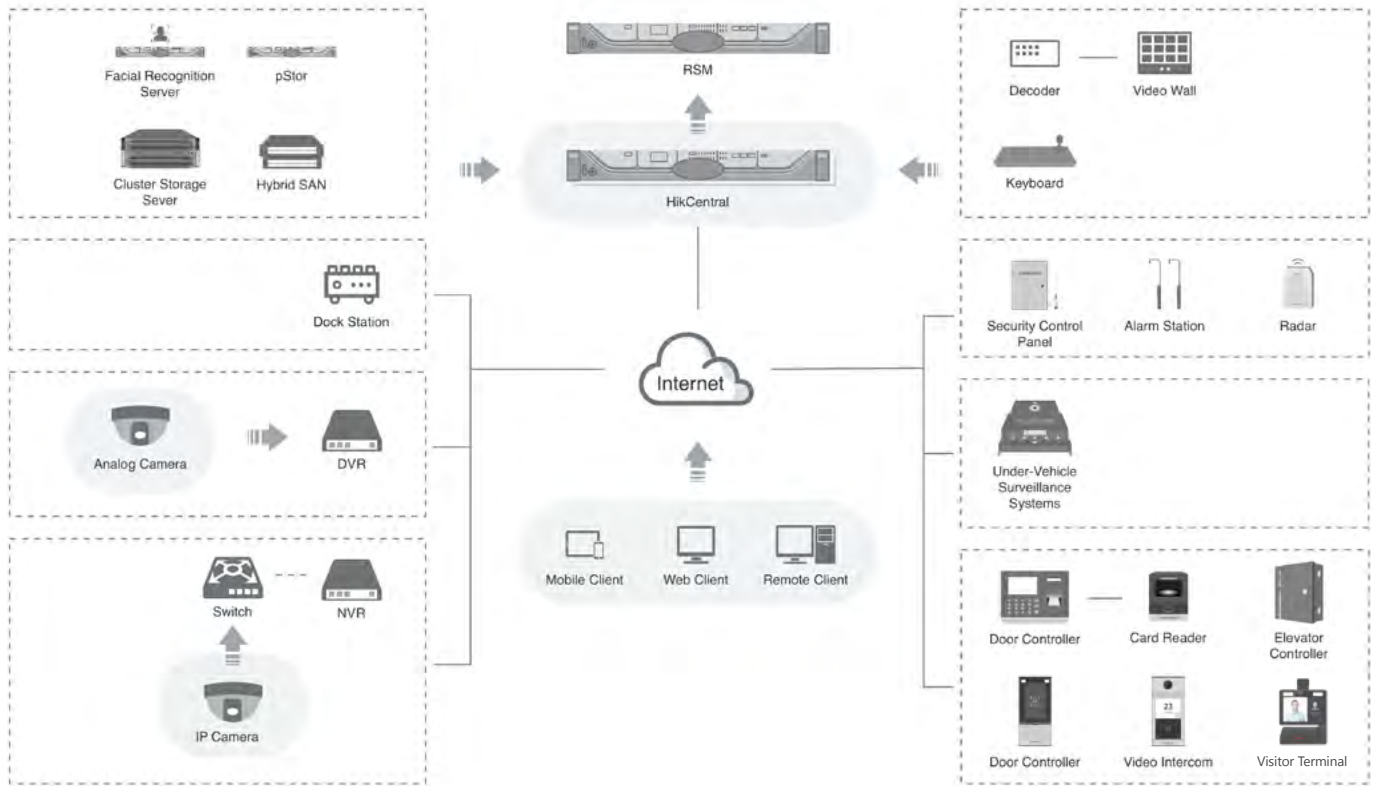 Facial Recognition
Server
pStor
Cluster Storage
Sever
Hybrid SAN
RSM
HikCentral
Decoder
Video Wall
Keyboard
Dock Station
Security Control
Panel
Alarm Station
Radar
Internet
Analog Camera
DVR
Under-Vehicle
Surveillance
Systems
Mobile Client
Web Client
Remote Client
Switch
NVR
IP Camera
Door Controller
Card Reader
Elevator
Controller
23
Door Controller
Video Intercom
Visitor Terminal